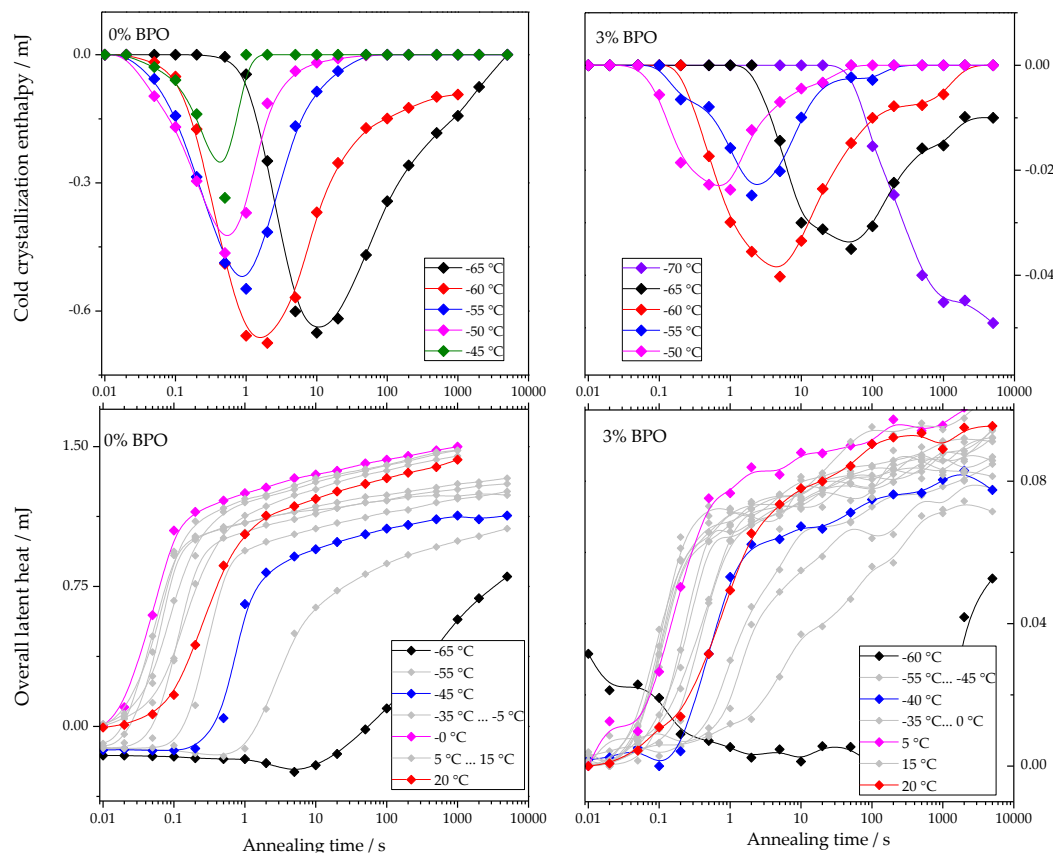 0% BPO
Cold crystallization enthalpy / mJ
0.0
-0.3
-0.6
-65 °C
-60 °C
-55 °C
-50 °C
-45 °C
0.01 0.1 1 10 100 1000 10000
3% BPO
0.00
-0.02
-0.04
-70 °C
-65 °C
-60 °C
-55 °C
-50 °C
0.01 0.1 1 10 100 1000 10000
0% BPO
Overall latent heat / mJ
1.50
0.75
0.00
-65 °C
-55 °C
-45 °C
-35 °C ... -5 °C
-0 °C
5 °C ... 15 °C
20 °C
0.01 0.1 1 10 100 1000 10000
Annealing time / s
3% BPO
0.08
0.04
0.00
-60 °C
-55 °C... -45 °C
-40 °C
-35 °C... 0 °C
5 °C
15 °C
20 °C
0.01 0.1 1 10 100 1000 10000
Annealing time / s